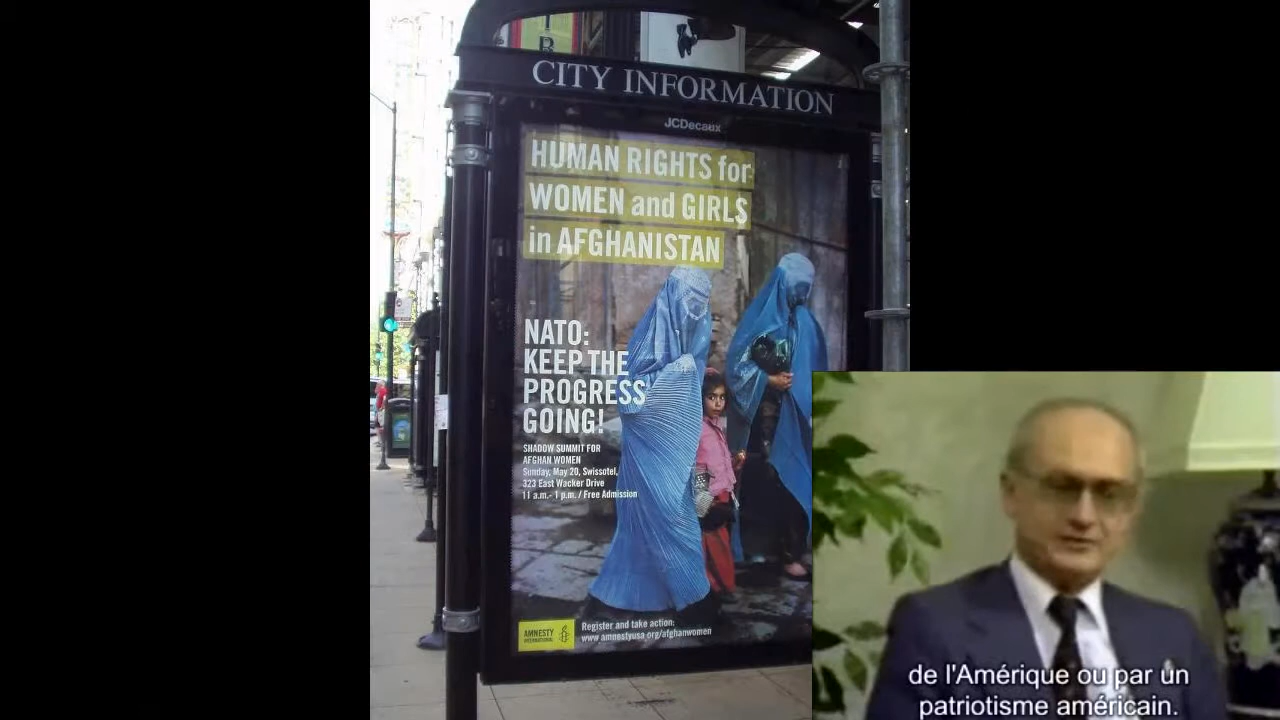 T
B
CITY INFORMATION
JCDecaux
HUMAN RIGHTS for
WOMEN and GIRLS
in AFGHANISTAN
NATO:
KEEP THE
PROGRESS
GOING!
SHADOW SUMMIT FOR
AFGHAN WOMEN
Sunday, May 20, Swissotel,
323 East Wacker Drive
11 a.m.- 1 p.m. / Free Admission
AMNESTY
INTERNATIONAL
Register and take action:
www.amnestyusa.org/afghanwomen
de l'Amérique ou par un
patriotisme américain.